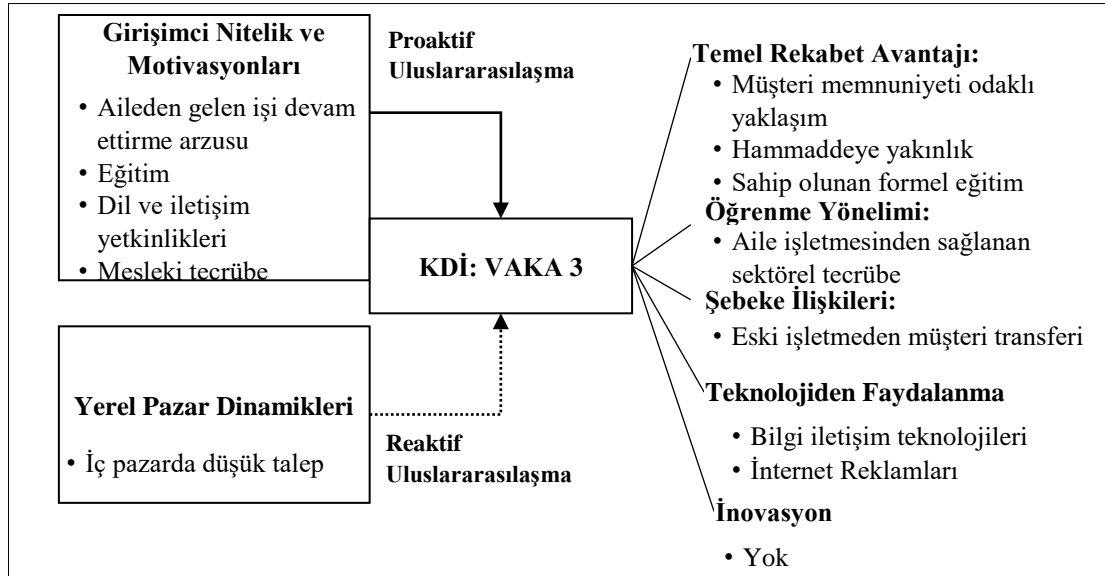 Girişimci Nitelik ve
Motivasyonları
• Aileden gelen işi devam
ettirme arzusu
• Eğitim
• Dil ve iletişim
yetkinlikleri
• Mesleki tecrübe
Proaktif
Uluslararasılaşma
KDİ: VAKA 3
Yerel Pazar Dinamikleri
• İç pazarda düşük talep
Reaktif
Uluslararasılaşma
Temel Rekabet Avantajı:
• Müşteri memnuniyeti odaklı
yaklaşım
• Hammaddeye yakınlık
• Sahip olunan formel eğitim
Öğrenme Yönelimi:
• Aile işletmesinden sağlanan
sektörel tecrübe
Şebeke İlişkileri:
• Eski işletmeden müşteri transferi
Teknolojiden Faydalanma
• Bilgi iletişim teknolojileri
• İnternet Reklamları
İnovasyon
• Yok